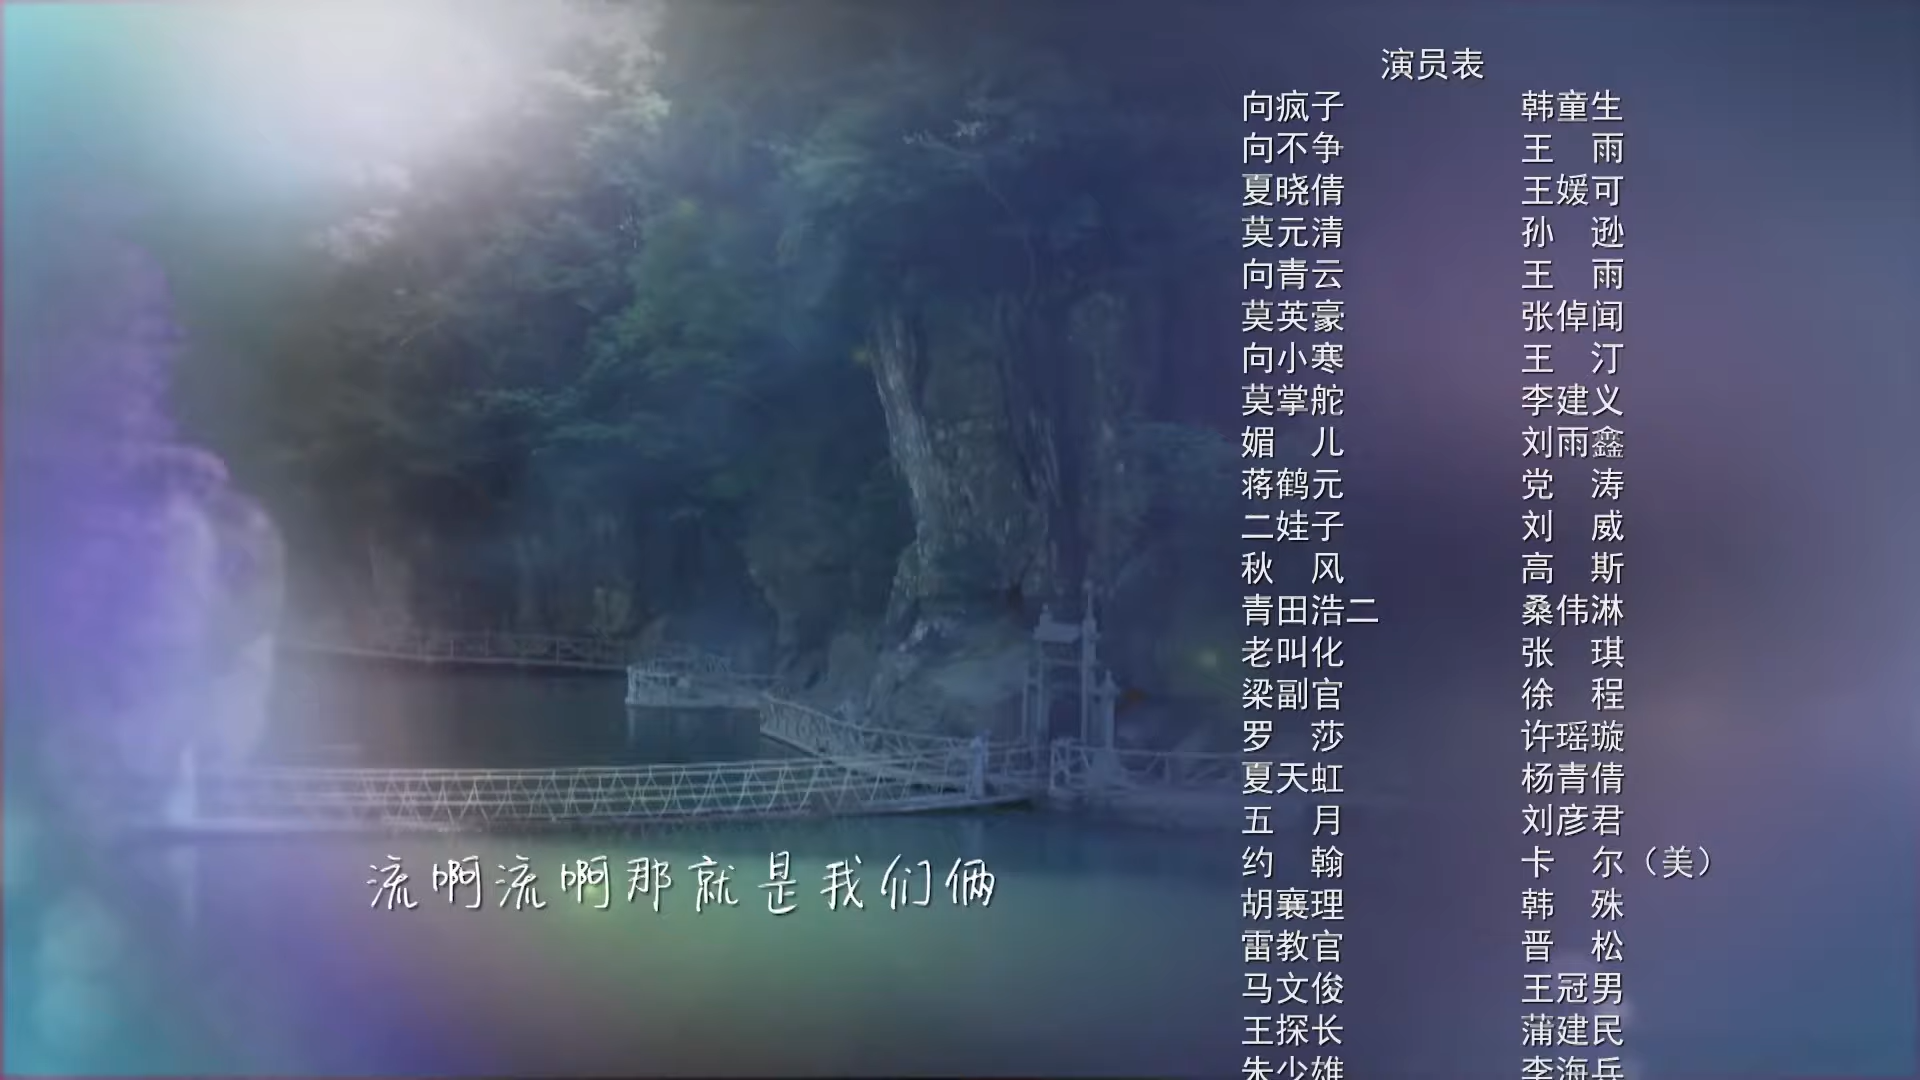 演员表
向疯子 韩童生
向不争 王 雨
夏晓倩 王媛可
莫元清 孙 逊
向青云 王 雨
莫英豪 张倬闻
向小寒 王 汀
莫掌舵 李建义
媚 儿 刘雨鑫
蒋鹤元 党 涛
二娃子 刘 威
秋 风 高 斯
青田浩二 桑伟淋
老叫化 张 琪
梁副官 徐 程
罗 莎 许瑶璇
夏天虹 杨青倩
五 月 刘彦君
约 翰 卡 尔（美）
胡襄理 韩 殊
雷教官 晋 松
马文俊 王冠男
王探长 蒲建民
朱少雄 李海兵
流啊流啊那就是我们俩